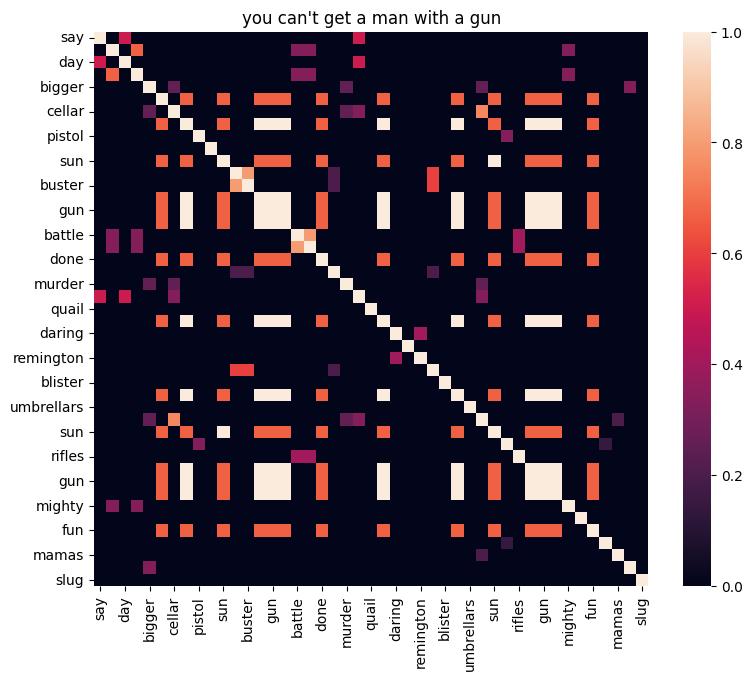 you can't get a man with a gun
say
day
bigger
cellar
pistol
sun
buster
gun
battle
done
murder
quail
daring
remington
blister
umbrellars
sun
rifles
gun
mighty
fun
mamas
slug
say
day
bigger
cellar
pistol
sun
buster
gun
battle
done
murder
quail
daring
remington
blister
umbrellars
sun
rifles
gun
mighty
fun
mamas
slug
1.0
0.8
0.6
0.4
0.2
0.0